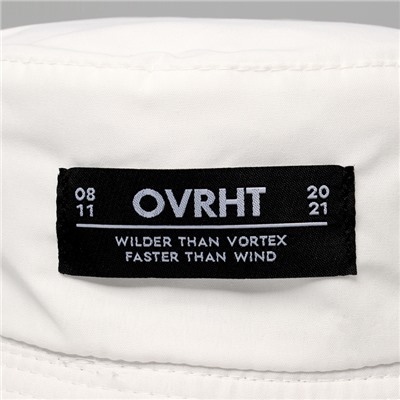 08 OVRHT 20
11 21
WILDER THAN VORTEX
FASTER THAN WIND